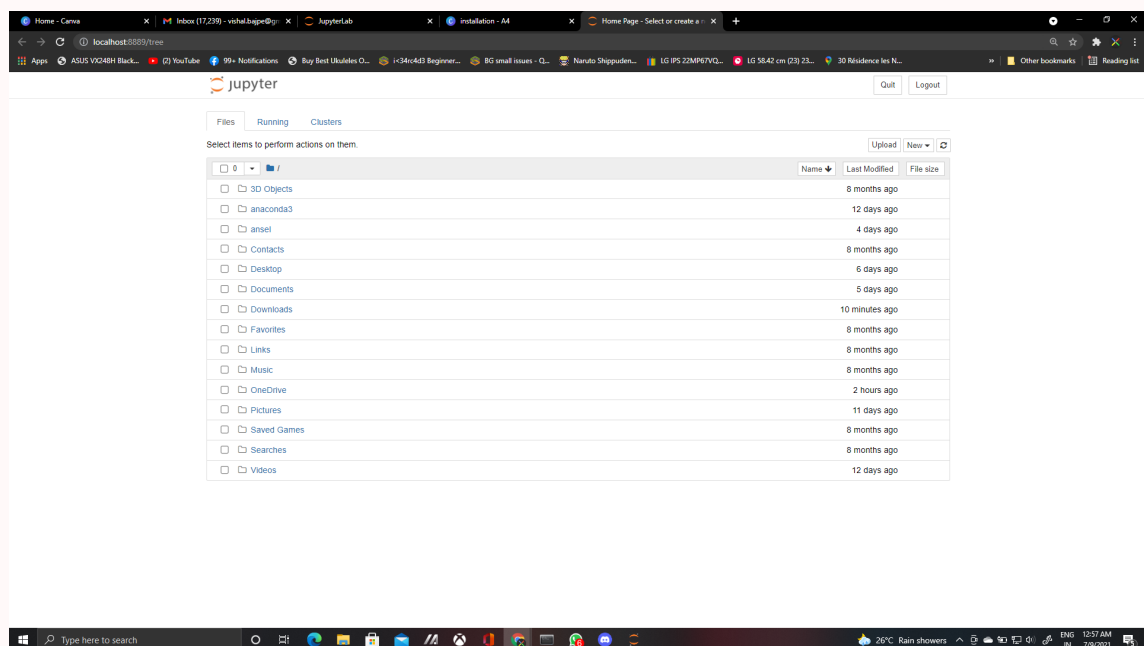 Home - Canva
Inbox (17,239) - vishal.bajpe@gm
JupyterLab
installation - A4
Home Page - Select or create a n
localhost:8889/tree
Apps ASUS VX248H Black... (2) YouTube 99+ Notifications Buy Best Ukuleles O... i<34rc4d3 Beginner... BG small issues - Q... Naruto Shippuden... LG IPS 22MP67VQ... LG 58.42 cm (23) 23... 30 Résidence les N... » Other bookmarks Reading list
jupyter
Quit Logout
Files Running Clusters
Select items to perform actions on them.
Upload New
0 /
Name Last Modified File size
3D Objects 8 months ago
anaconda3 12 days ago
ansel 4 days ago
Contacts 8 months ago
Desktop 6 days ago
Documents 5 days ago
Downloads 10 minutes ago
Favorites 8 months ago
Links 8 months ago
Music 8 months ago
OneDrive 2 hours ago
Pictures 11 days ago
Saved Games 8 months ago
Searches 8 months ago
Videos 12 days ago
Type here to search
26°C Rain showers
ENG 12:57 AM
IN 7/9/2021